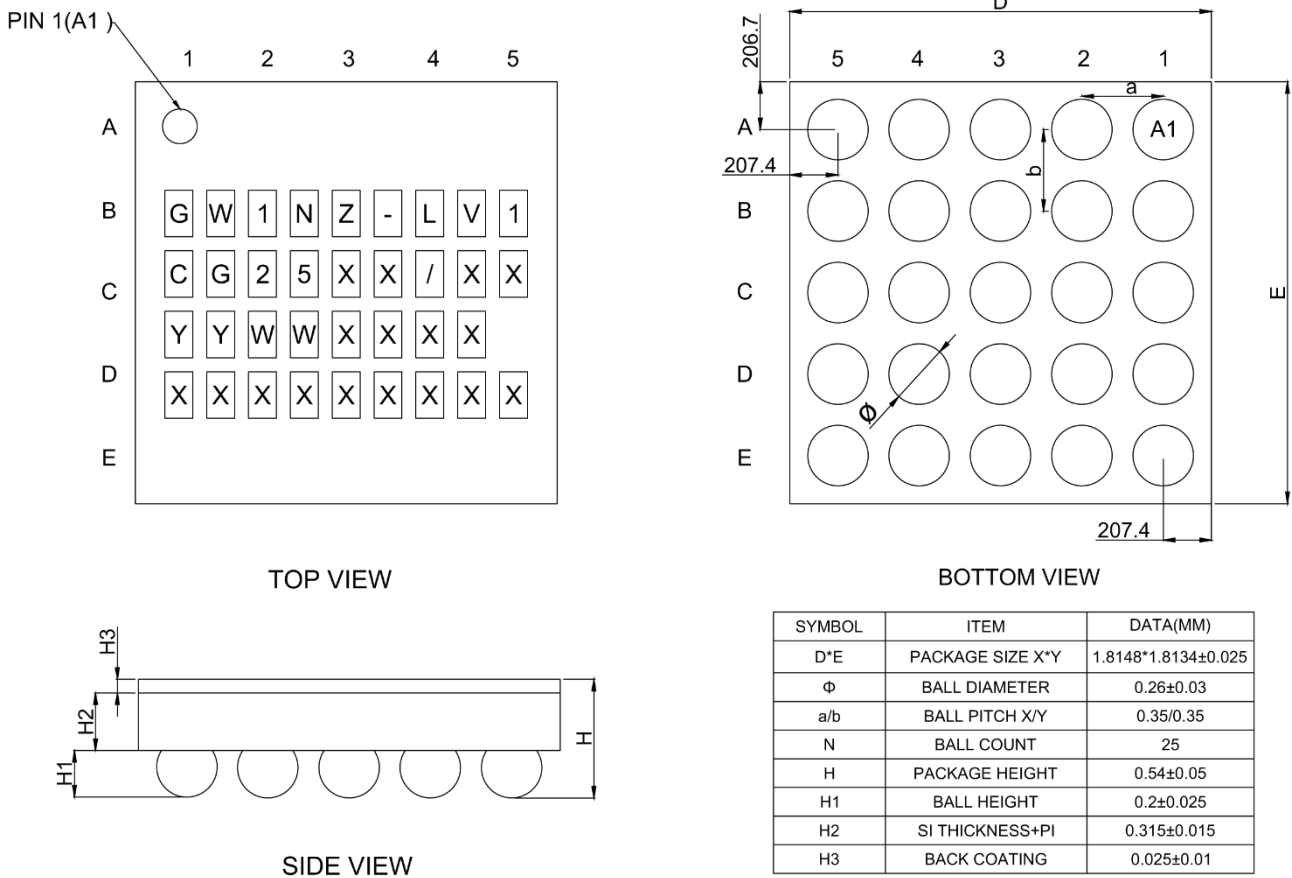 PIN 1(A1 )
1 2 3 4 5
A
B
C
D
E
G W 1 N Z - L V 1
C G 2 5 X X / X X
Y Y W W X X X X
X X X X X X X X X
TOP VIEW
D
206.7
5 4 3 2 1
a
A
A1
207.4
b
B
C
E
D
Ø
E
207.4
BOTTOM VIEW
H3
H2
H1
H
SIDE VIEW
SYMBOL ITEM DATA(MM)
D*E PACKAGE SIZE X*Y 1.8148*1.8134±0.025
Φ BALL DIAMETER 0.26±0.03
a/b BALL PITCH X/Y 0.35/0.35
N BALL COUNT 25
H PACKAGE HEIGHT 0.54±0.05
H1 BALL HEIGHT 0.2±0.025
H2 SI THICKNESS+PI 0.315±0.015
H3 BACK COATING 0.025±0.01